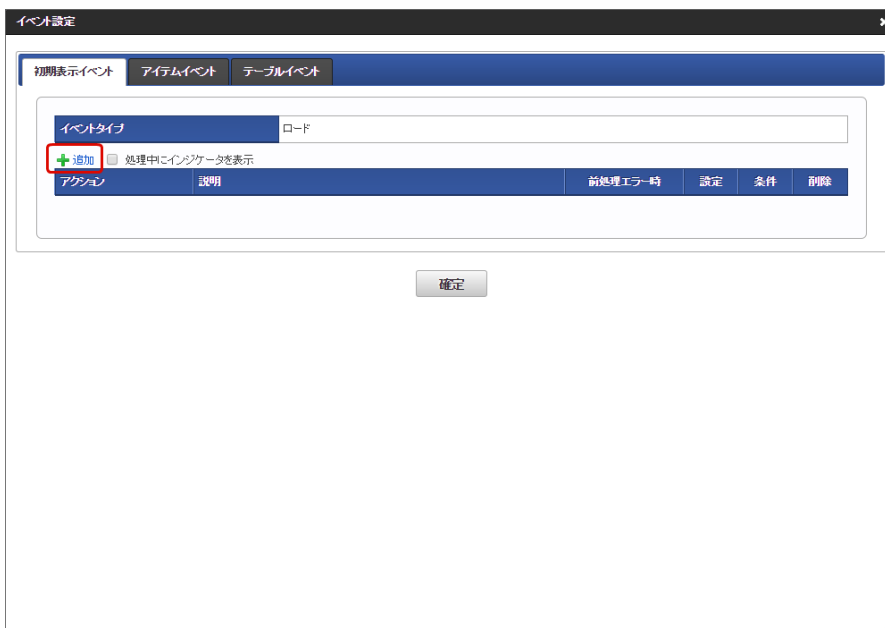 イベント設定
初期表示イベント アイテムイベント テーブルイベント
イベントタイプ ロード
追加 処理中にインジケータを表示
アクション 説明 前処理エラー時 設定 条件 削除
確定